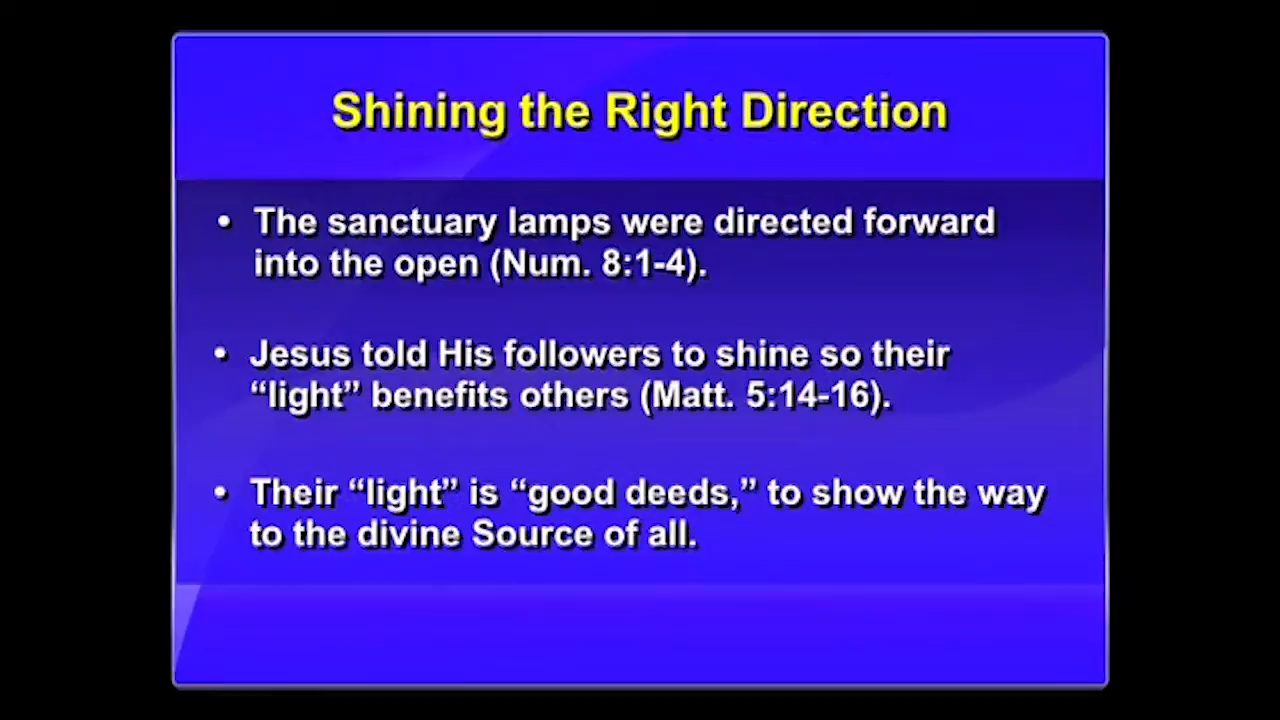 Shining the Right Direction
• The sanctuary lamps were directed forward
into the open (Num. 8:1-4).
• Jesus told His followers to shine so their
“light” benefits others (Matt. 5:14-16).
• Their “light” is “good deeds,” to show the way
to the divine Source of all.